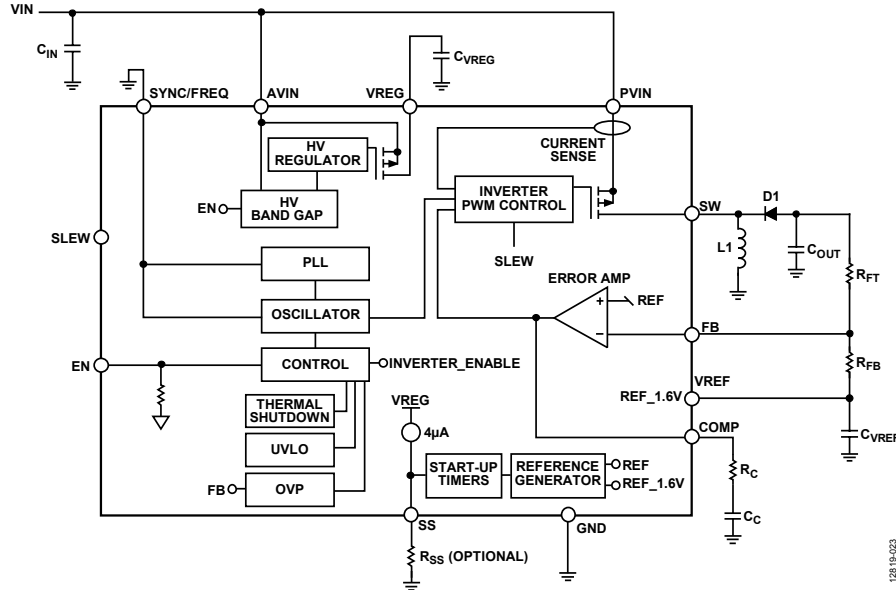 VIN
CIN
CVREG
SYNC/FREQ
AVIN
VREG
PVIN
HV
REGULATOR
CURRENT
SENSE
HV
BAND GAP
EN
INVERTER
PWM CONTROL
SLEW
SW
D1
L1
COUT
RFT
SLEW
PLL
ERROR AMP
+
REF
−
OSCILLATOR
FB
EN
CONTROL
INVERTER_ENABLE
RFB
VREF
REF_1.6V
THERMAL
SHUTDOWN
VREG
4µA
COMP
CVREF
UVLO
START-UP
TIMERS
REFERENCE
GENERATOR
REF
REF_1.6V
RC
FB
OVP
CC
SS
GND
RSS (OPTIONAL)
12819-023